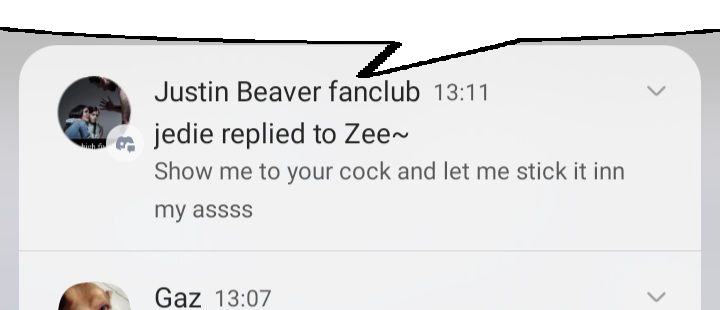 Justin Beaver fanclub 13:11
jedie replied to Zee~
Show me to your cock and let me stick it inn
my assss
Gaz 13:07